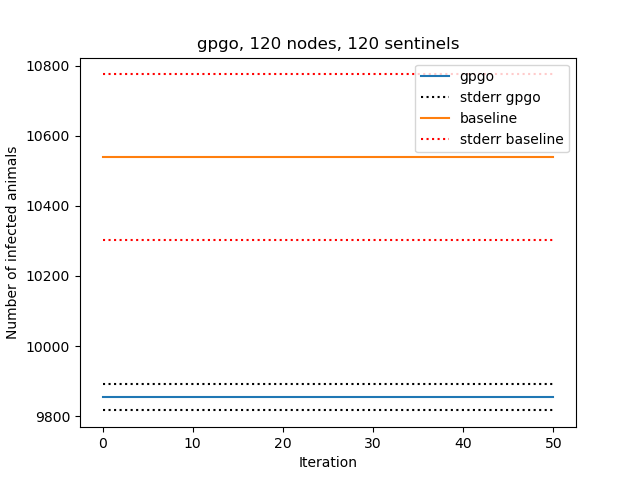 gpgo, 120 nodes, 120 sentinels
10800
10600
10400
10200
10000
9800
Number of infected animals
gpgo
stderr gpgo
baseline
stderr baseline
0
10
20
30
40
50
Iteration